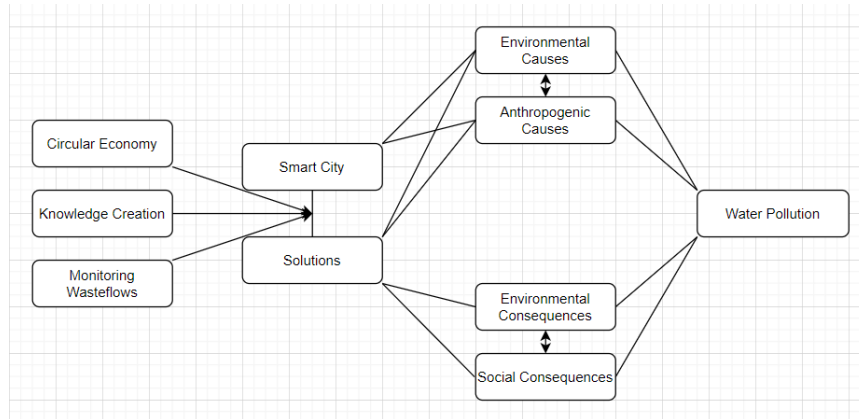 Environmental
Causes
Anthropogenic
Causes
Circular Economy
Smart City
Knowledge Creation
Water Pollution
Solutions
Monitoring
Wasteflows
Environmental
Consequences
Social Consequences